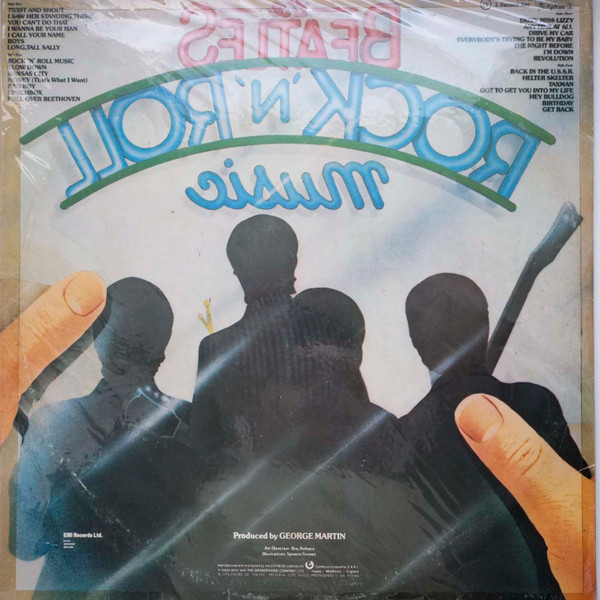 Side One
TWIST AND SHOUT
I SAW HER STANDING THERE
YOU CAN'T DO THAT
I WANNA BE YOUR MAN
I CALL YOUR NAME
BOYS
LONG TALL SALLY
ROCK 'N' ROLL MUSIC
SLOW DOWN
KANSAS CITY
MONEY (That's What I Want)
BAD BOY
MATCHBOX
ROLL OVER BEETHOVEN
DIZZY MISS LIZZY
ANY TIME AT ALL
DRIVE MY CAR
EVERYBODY'S TRYING TO BE MY BABY
THE NIGHT BEFORE
I'M DOWN
REVOLUTION
BACK IN THE U.S.S.R.
HELTER SKELTER
TAXMAN
GOT TO GET YOU INTO MY LIFE
HEY BULLDOG
BIRTHDAY
GET BACK
BEATLES
ROCK 'N' ROLL
music
EMI Records Ltd.
Produced by GEORGE MARTIN